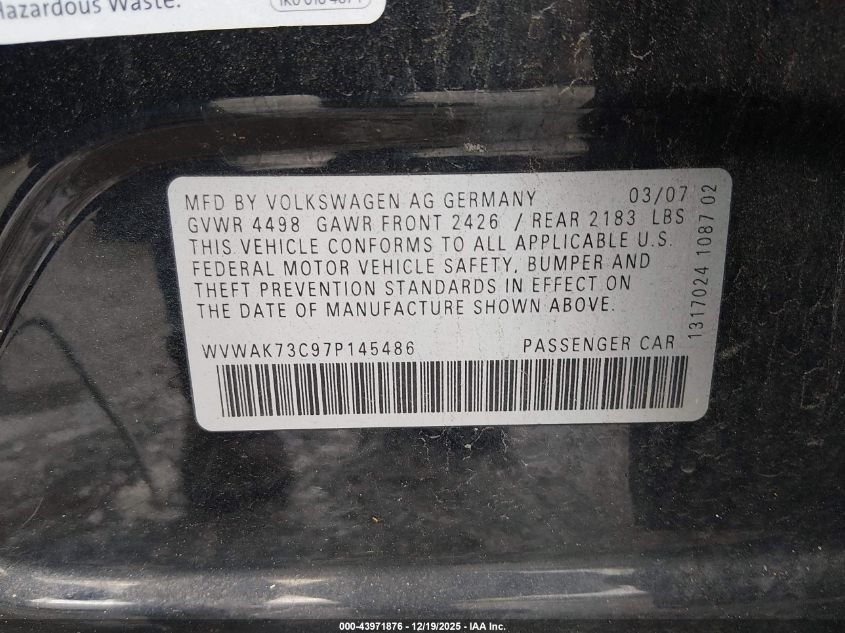 Hazardous Waste.
MFD BY VOLKSWAGEN AG GERMANY 03/07
GVWR 4498 GAWR FRONT 2426 / REAR 2183 LBS
THIS VEHICLE CONFORMS TO ALL APPLICABLE U.S.
FEDERAL MOTOR VEHICLE SAFETY, BUMPER AND
THEFT PREVENTION STANDARDS IN EFFECT ON
THE DATE OF MANUFACTURE SHOWN ABOVE.
WVWAK73C97P145486 PASSENGER CAR
1317024 1087 02
000-43971876 - 12/19/2025 - IAA Inc.